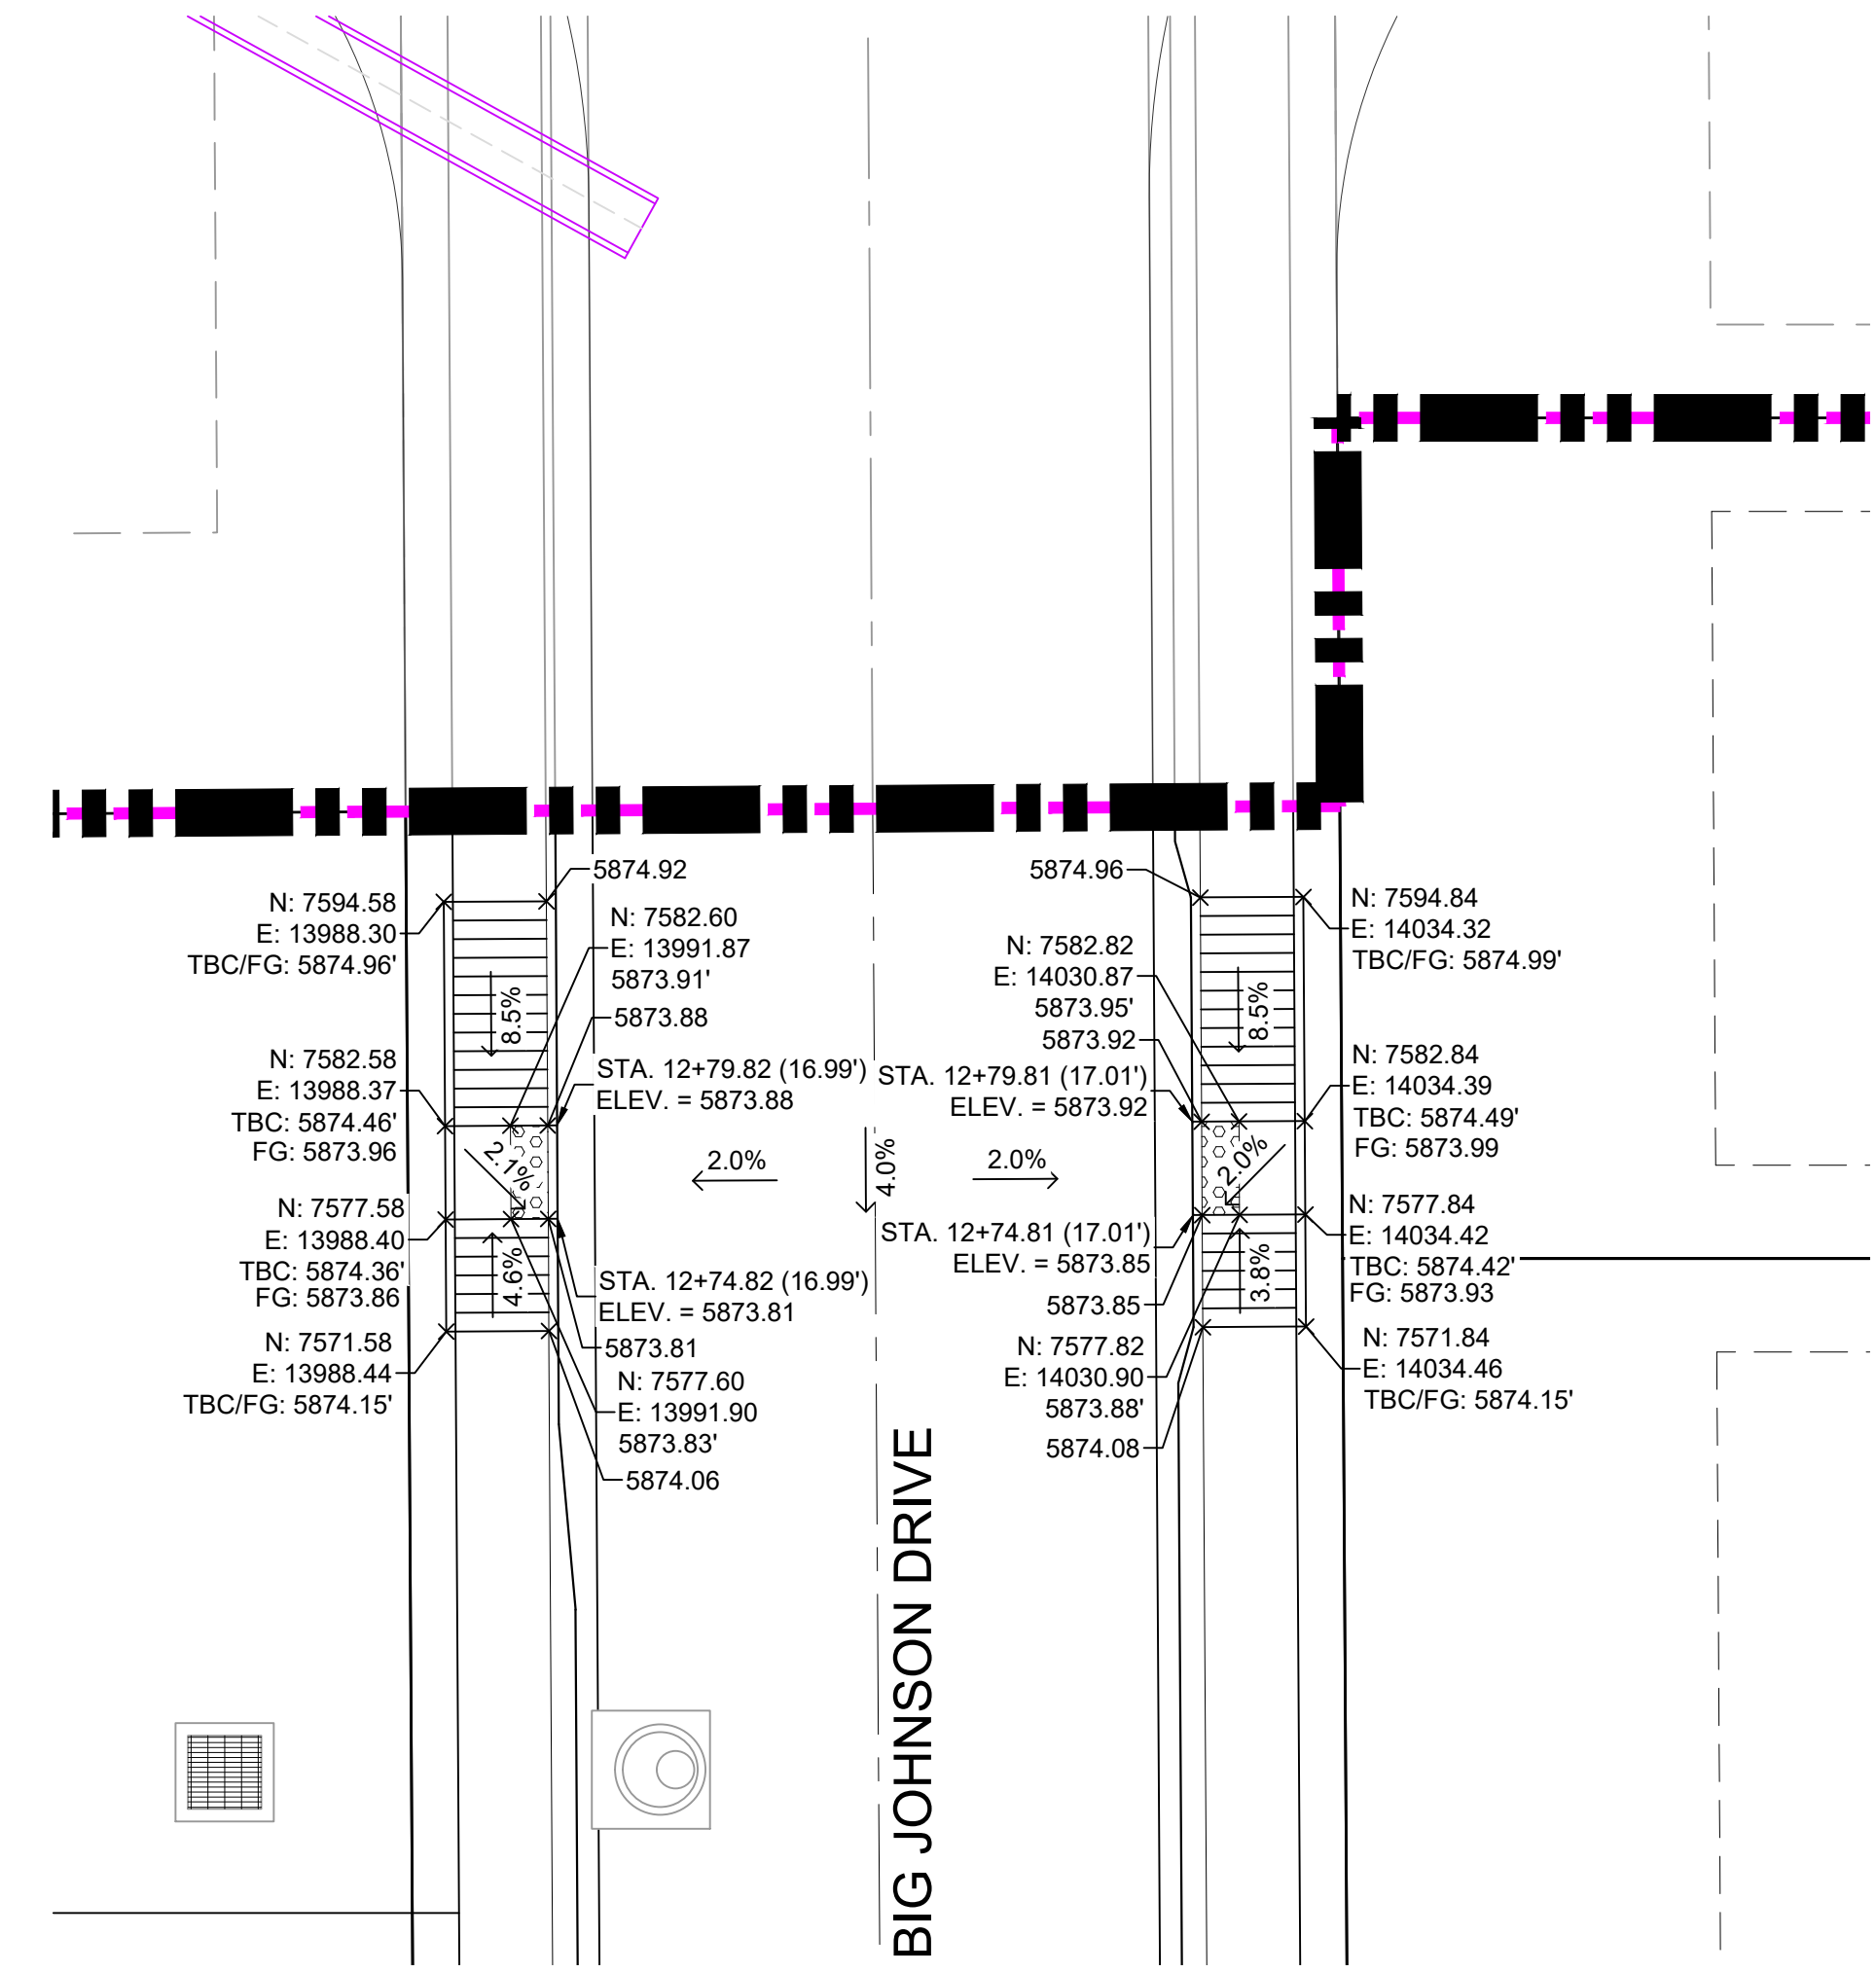 5874.92
N: 7594.58
E: 13988.30
TBC/FG: 5874.96'
N: 7582.60
E: 13991.87
5873.91'
5873.88
8.5%
N: 7582.58
E: 13988.37
TBC: 5874.46'
FG: 5873.96
STA. 12+79.82 (16.99')
ELEV. = 5873.88
2.1%
2.0%
N: 7577.58
E: 13988.40
TBC: 5874.36'
FG: 5873.86
4.6%
STA. 12+74.82 (16.99')
ELEV. = 5873.81
5873.81
N: 7571.58
E: 13988.44
TBC/FG: 5874.15'
N: 7577.60
E: 13991.90
5873.83'
5874.06
4.0%
BIG JOHNSON DRIVE
5874.96
N: 7594.84
E: 14034.32
TBC/FG: 5874.99'
N: 7582.82
E: 14030.87
5873.95'
5873.92
8.5%
STA. 12+79.81 (17.01')
ELEV. = 5873.92
N: 7582.84
E: 14034.39
TBC: 5874.49'
FG: 5873.99
2.0%
2.0%
STA. 12+74.81 (17.01')
ELEV. = 5873.85
N: 7577.84
E: 14034.42
TBC: 5874.42'
FG: 5873.93
3.8%
5873.85
N: 7577.82
E: 14030.90
5873.88'
5874.08
N: 7571.84
E: 14034.46
TBC/FG: 5874.15'